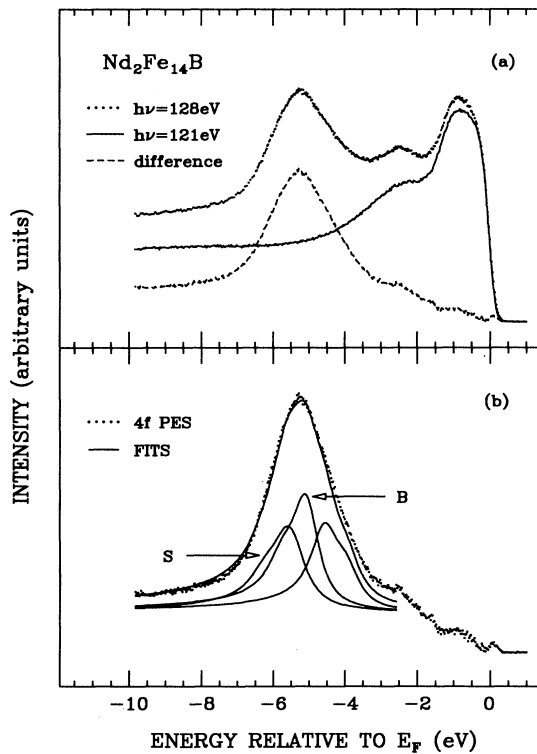 Nd2Fe14B
(a)
hν=128eV
hν=121eV
difference
(b)
4f PES
FITS
B
S
−10 −8 −6 −4 −2 0
ENERGY RELATIVE TO EF (eV)
INTENSITY (arbitrary units)